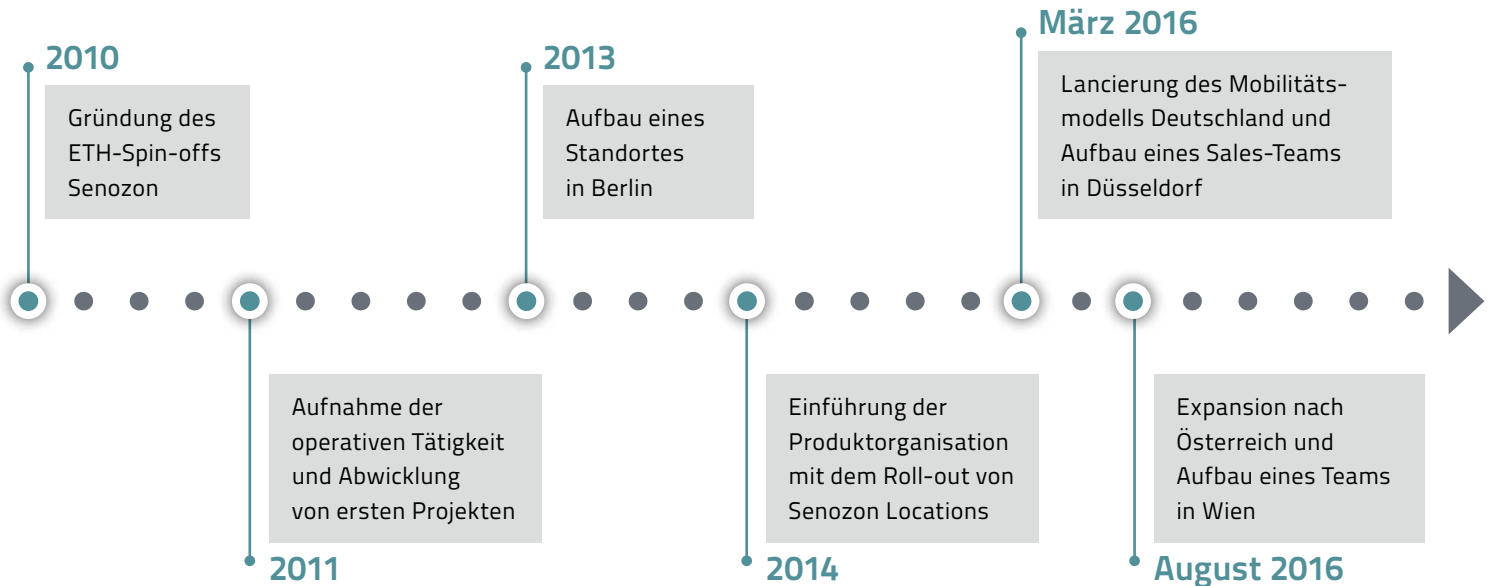 2010
Gründung des
ETH-Spin-offs
Senozon
Aufnahme der
operativen Tätigkeit
und Abwicklung
von ersten Projekten
2011
2013
Aufbau eines
Standortes
in Berlin
Einführung der
Produktorganisation
mit dem Roll-out von
Senozon Locations
2014
März 2016
Lancierung des Mobilitäts-
modells Deutschland und
Aufbau eines Sales-Teams
in Düsseldorf
Expansion nach
Österreich und
Aufbau eines Teams
in Wien
August 2016